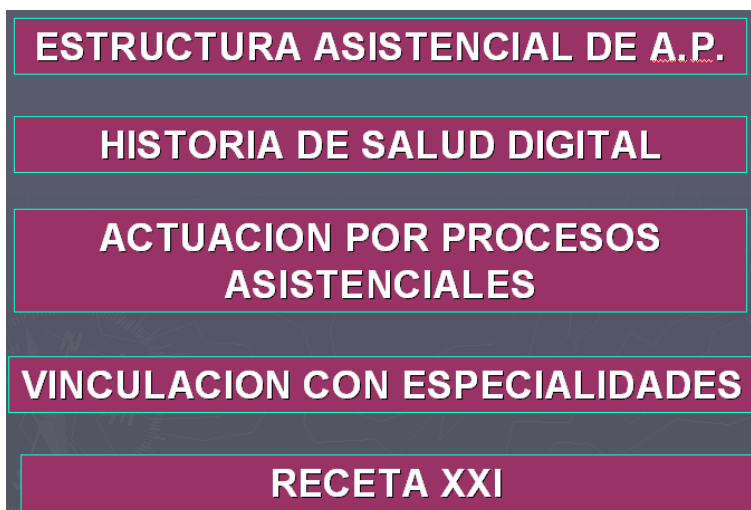 ESTRUCTURA ASISTENCIAL DE A.P.
HISTORIA DE SALUD DIGITAL
ACTUACION POR PROCESOS
ASISTENCIALES
VINCULACION CON ESPECIALIDADES
RECETA XXI